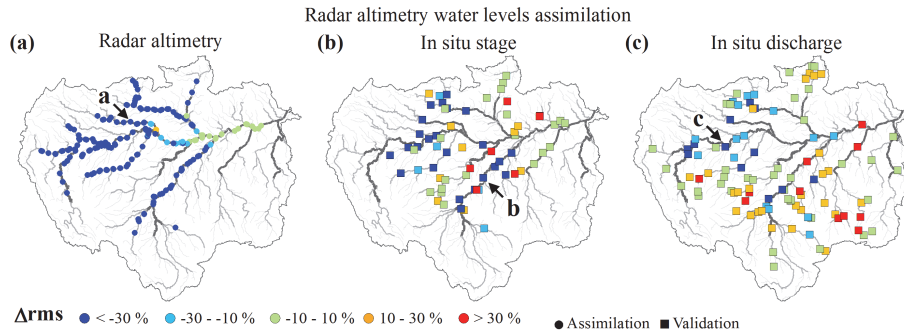 Radar altimetry water levels assimilation
(a) Radar altimetry
(b) In situ stage
(c) In situ discharge
a
b
c
Δrms < -30 % -30 - -10 % -10 - 10 % 10 - 30 % > 30 % Assimilation Validation